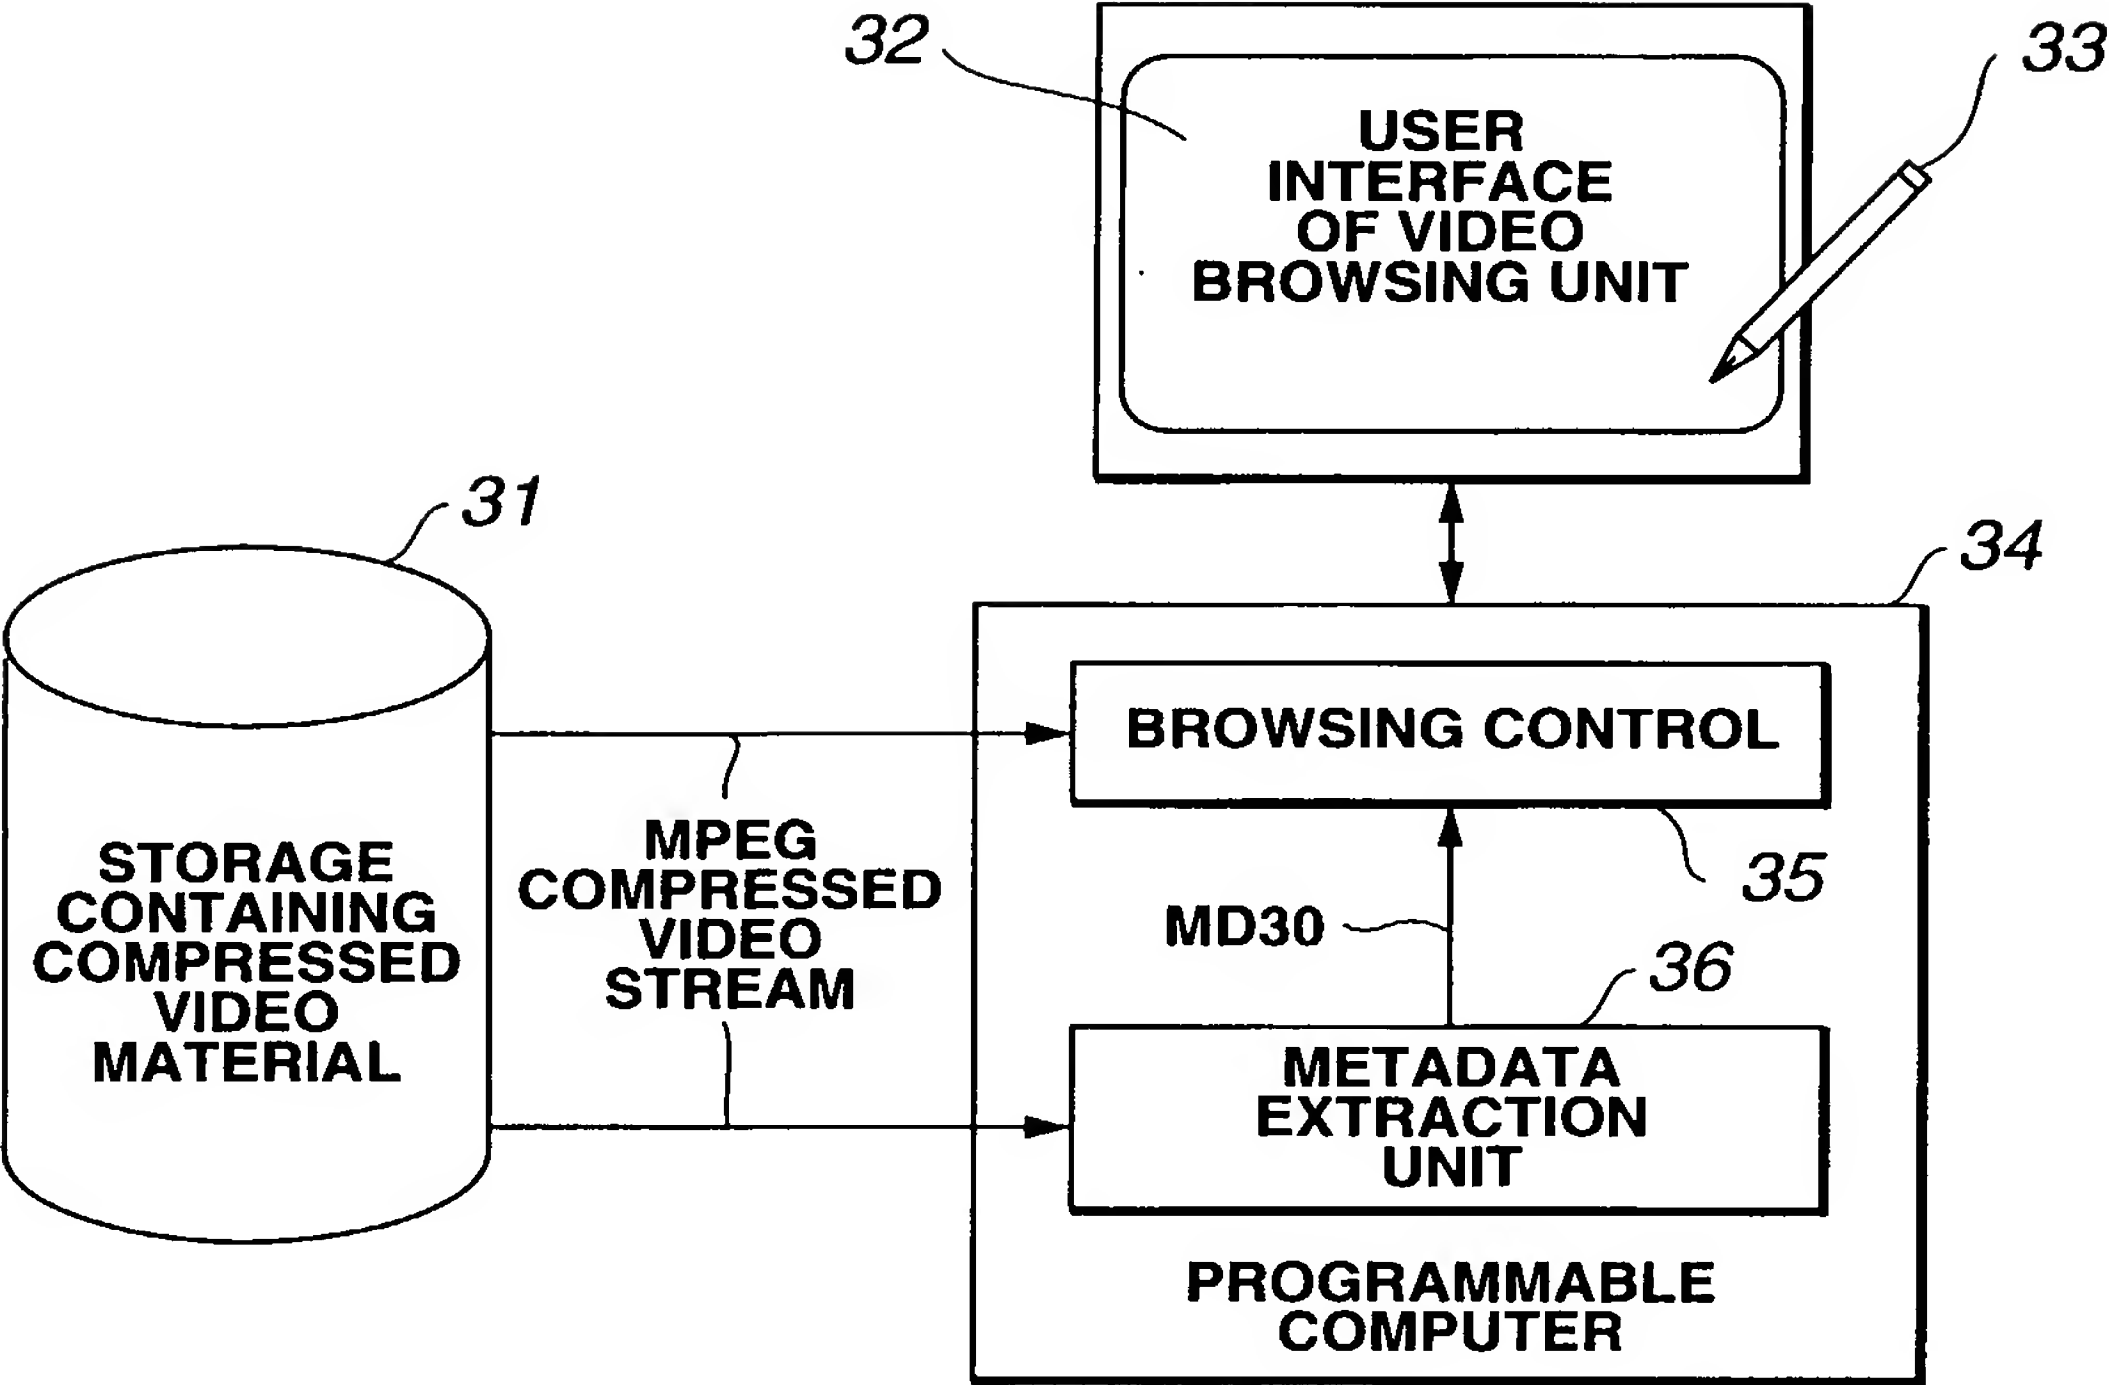 32
33
USER
INTERFACE
OF VIDEO
BROWSING UNIT
31
34
BROWSING CONTROL
35
MPEG
COMPRESSED
VIDEO
STREAM
STORAGE
CONTAINING
COMPRESSED
VIDEO
MATERIAL
MD30
36
METADATA
EXTRACTION
UNIT
PROGRAMMABLE
COMPUTER